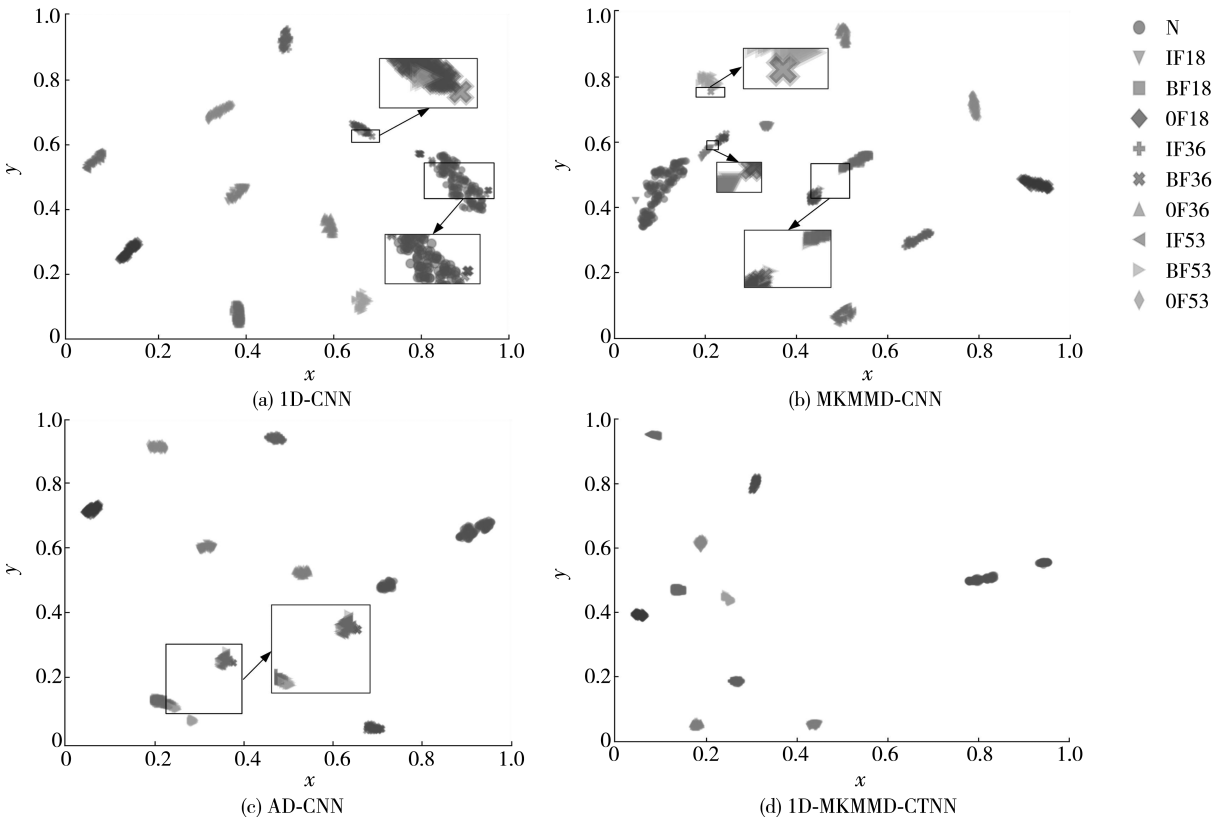 1.0
0.8
0.6
y
0.4
0.2
0
0 0.2 0.4 0.6 0.8 1.0
x
(a) 1D-CNN
1.0
0.8
0.6
y
0.4
0.2
0
0 0.2 0.4 0.6 0.8 1.0
x
(b) MKMMD-CNN
N
IF18
BF18
0F18
IF36
BF36
0F36
IF53
BF53
0F53
1.0
0.8
0.6
y
0.4
0.2
0
0 0.2 0.4 0.6 0.8 1.0
x
(c) AD-CNN
1.0
0.8
0.6
y
0.4
0.2
0
0 0.2 0.4 0.6 0.8 1.0
x
(d) 1D-MKMMD-CTNN